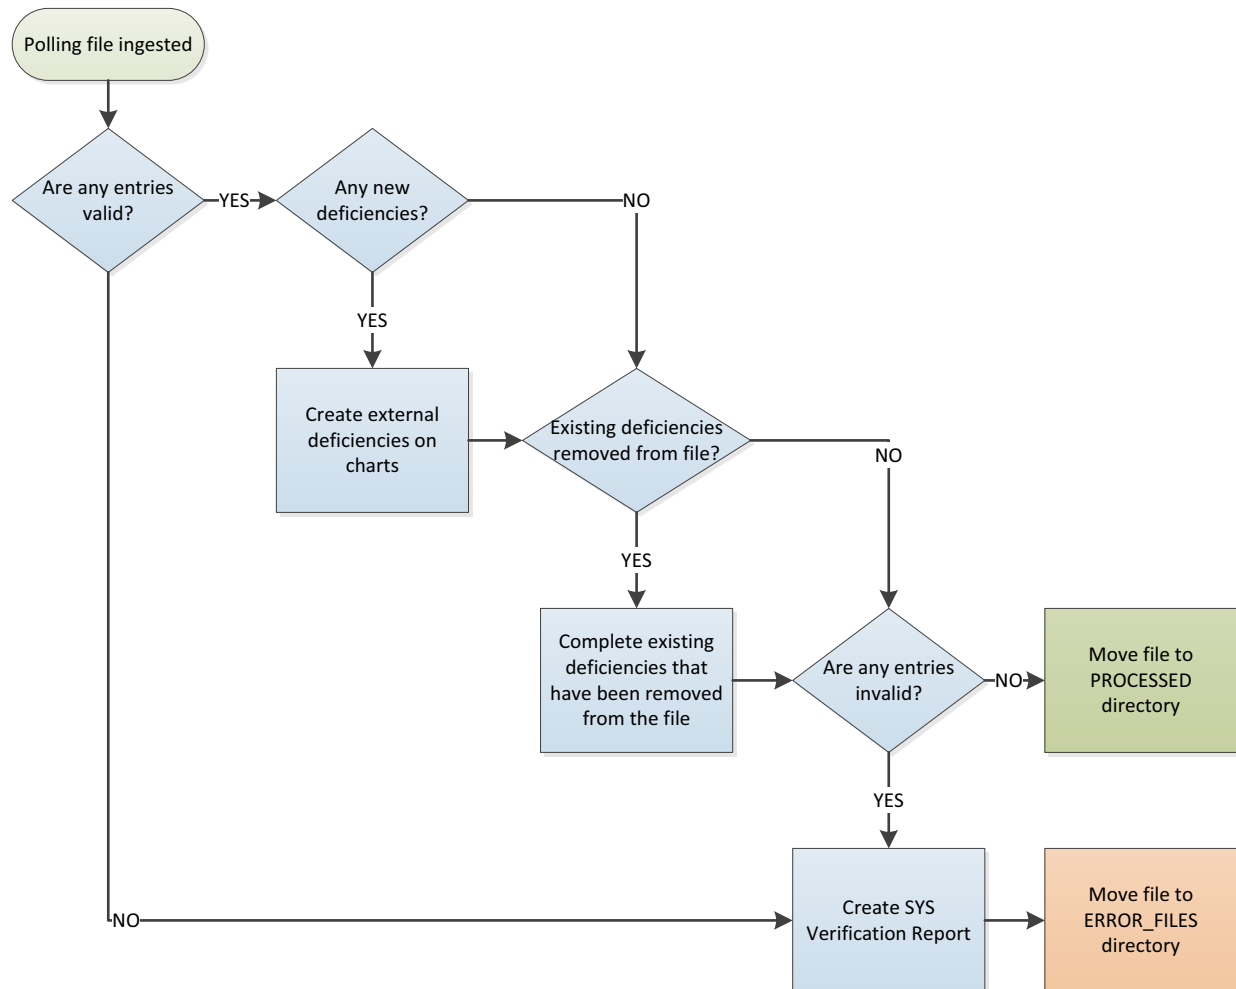 Polling file ingested
Are any entries
valid?
YES
Any new
deficiencies?
NO
YES
Create external
deficiencies on
charts
Existing deficiencies
removed from file?
NO
YES
Complete existing
deficiencies that
have been removed
from the file
Are any entries
invalid?
NO
Move file to
PROCESSED
directory
YES
NO
Create SYS
Verification Report
Move file to
ERROR_FILES
directory